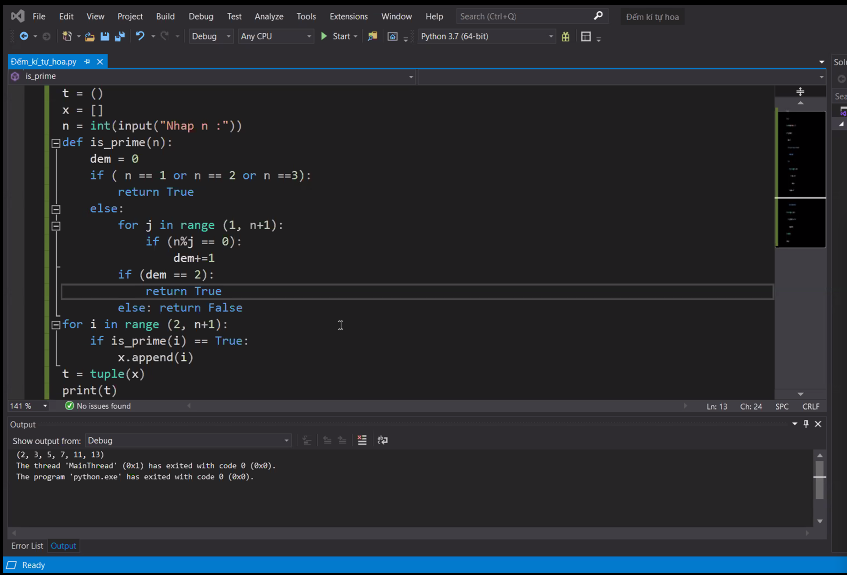 File Edit View Project Build Debug Test Analyze Tools Extensions Window Help Search (Ctrl+Q) Đếm kí tự hoa
Debug Any CPU Start Python 3.7 (64-bit)
Đếm_kí_tự_hoa.py
Solu
is_prime
Sea
t = ()
x = []
n = int(input("Nhap n :"))
def is_prime(n):
dem = 0
if ( n == 1 or n == 2 or n ==3):
return True
else:
for j in range (1, n+1):
if (n%j == 0):
dem+=1
if (dem == 2):
return True
else: return False
for i in range (2, n+1):
if is_prime(i) == True:
x.append(i)
t = tuple(x)
print(t)
141 % No issues found Ln: 13 Ch: 24 SPC CRLF
Output
Show output from: Debug
(2, 3, 5, 7, 11, 13)
The thread 'MainThread' (0x1) has exited with code 0 (0x0).
The program 'python.exe' has exited with code 0 (0x0).
Error List Output
Ready